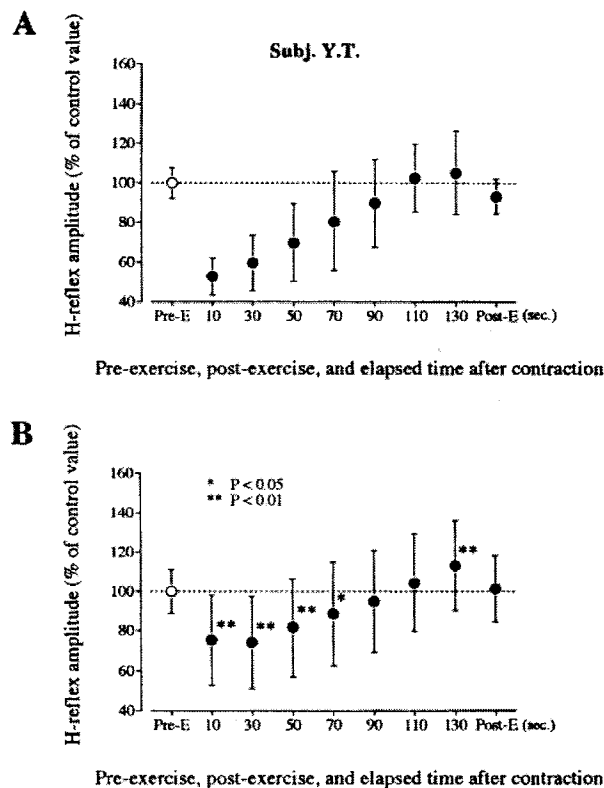 A
Subj. Y.T.
H-reflex amplitude (% of control value)
160
140
120
100
80
60
40
Pre-E 10 30 50 70 90 110 130 Post-E (sec.)
Pre-exercise, post-exercise, and elapsed time after contraction
B
H-reflex amplitude (% of control value)
160
140
120
100
80
60
40
* P < 0.05
** P < 0.01
**
**
**
*
**
Pre-E 10 30 50 70 90 110 130 Post-E (sec.)
Pre-exercise, post-exercise, and elapsed time after contraction